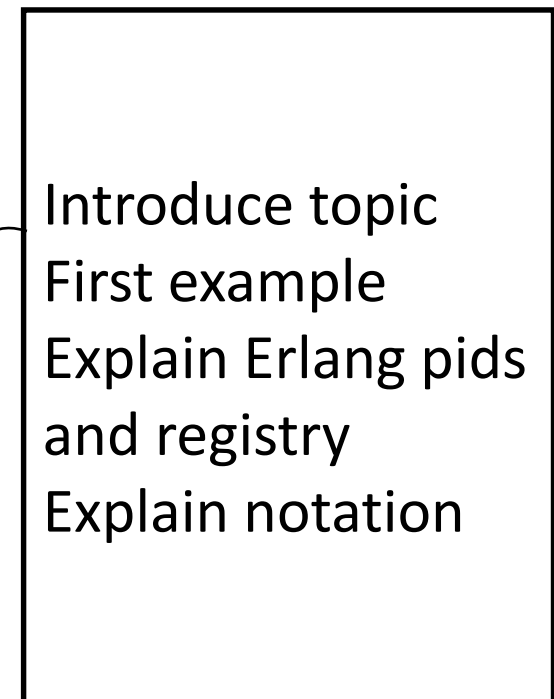 Introduce topic
First example
Explain Erlang pids
and registry
Explain notation